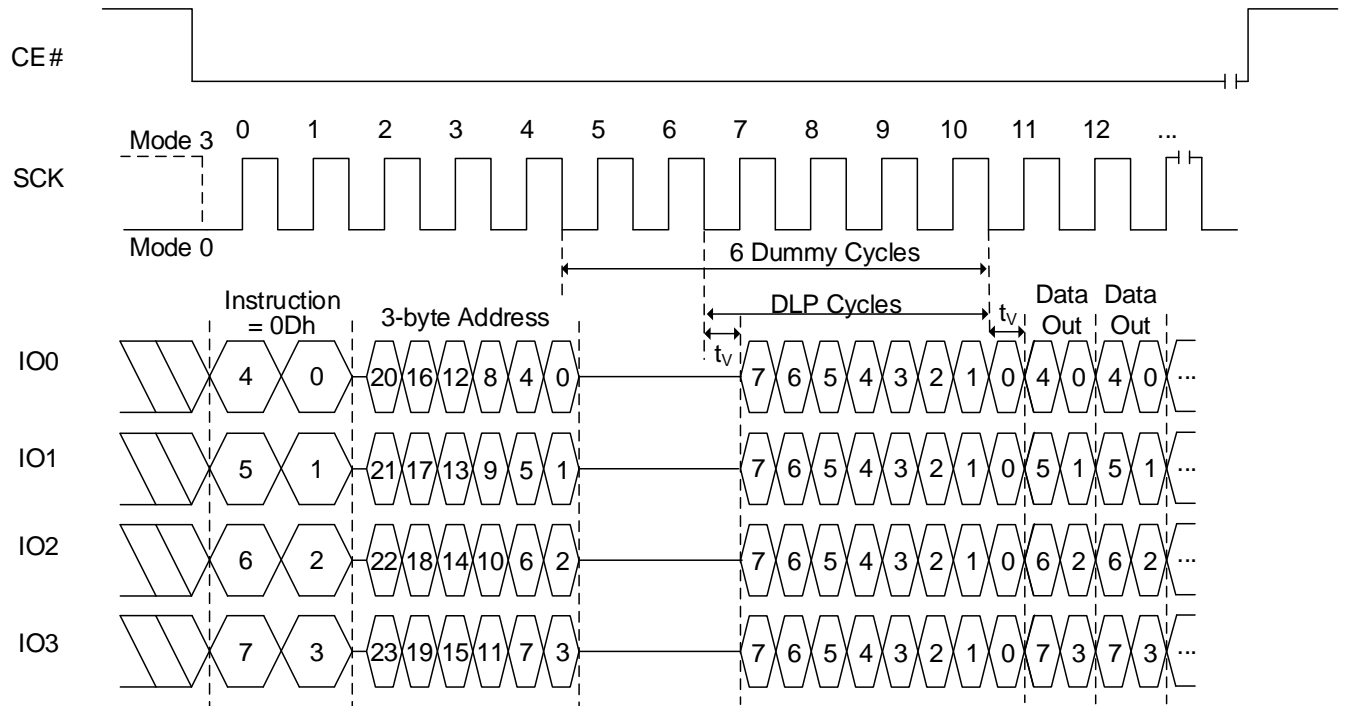 CE#
0 1 2 3 4 5 6 7 8 9 10 11 12 ...
Mode 3
SCK
Mode 0
6 Dummy Cycles
Instruction = 0Dh
3-byte Address
DLP Cycles
tV
tV
Data Out
Data Out
IO0
4 0 20 16 12 8 4 0 7 6 5 4 3 2 1 0 4 0 4 0 ...
IO1
5 1 21 17 13 9 5 1 7 6 5 4 3 2 1 0 5 1 5 1 ...
IO2
6 2 22 18 14 10 6 2 7 6 5 4 3 2 1 0 6 2 6 2 ...
IO3
7 3 23 19 15 11 7 3 7 6 5 4 3 2 1 0 7 3 7 3 ...